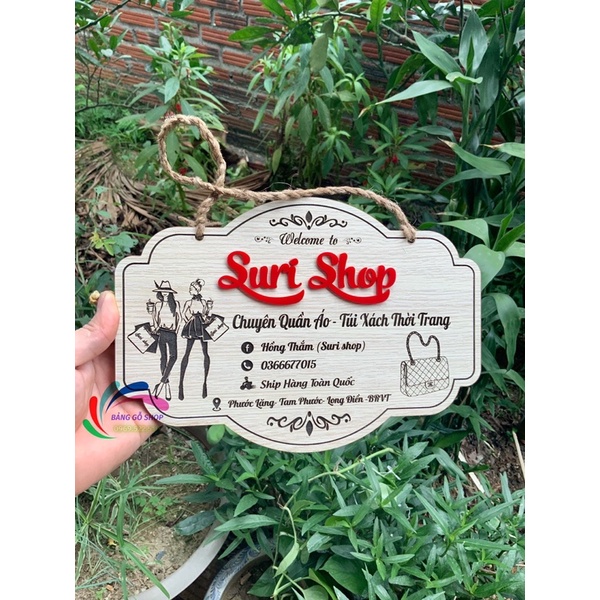 Welcome to
Suri Shop
Chuyên Quần Áo - Túi Xách Thời Trang
Hồng Thắm (Suri shop)
0366677015
Ship Hàng Toàn Quốc
Phước Lăng- Tam Phước- Long Điền -BRVT
BẢNG GỖ SHOP